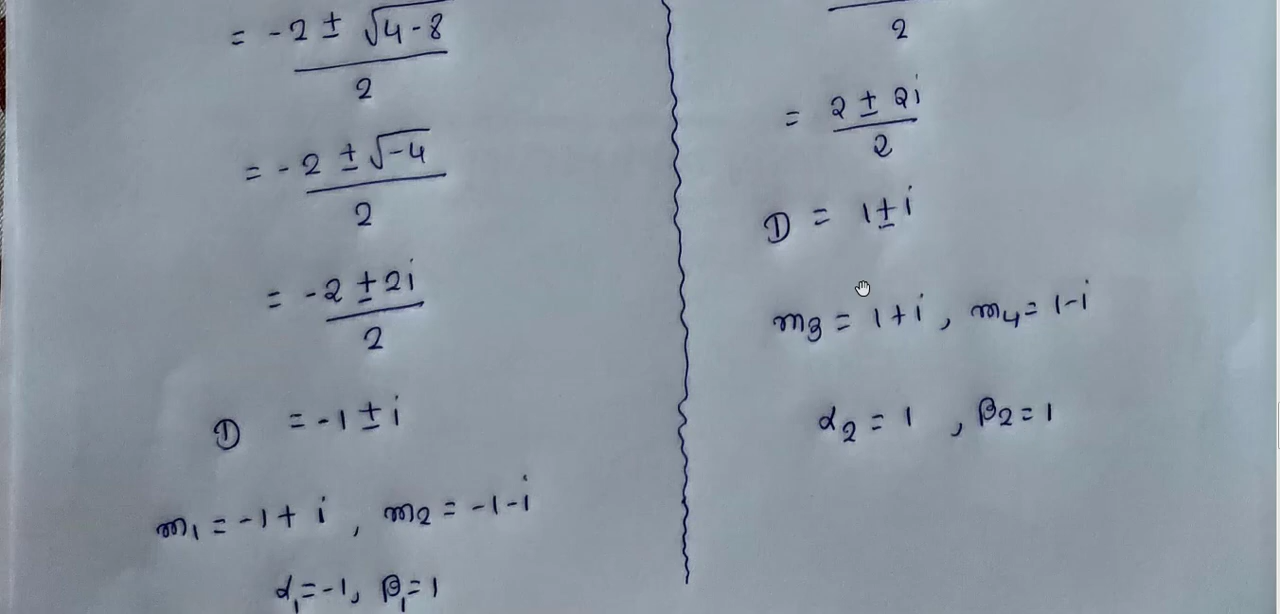 = -2 ± √4-8 / 2
= -2 ± √-4 / 2
= -2 ± 2i / 2
D = -1 ± i
m1 = -1 + i , m2 = -1 - i
α1 = -1, β1 = 1
2
= 2 ± 2i / 2
D = 1 ± i
m3 = 1 + i , m4 = 1 - i
α2 = 1 , β2 = 1